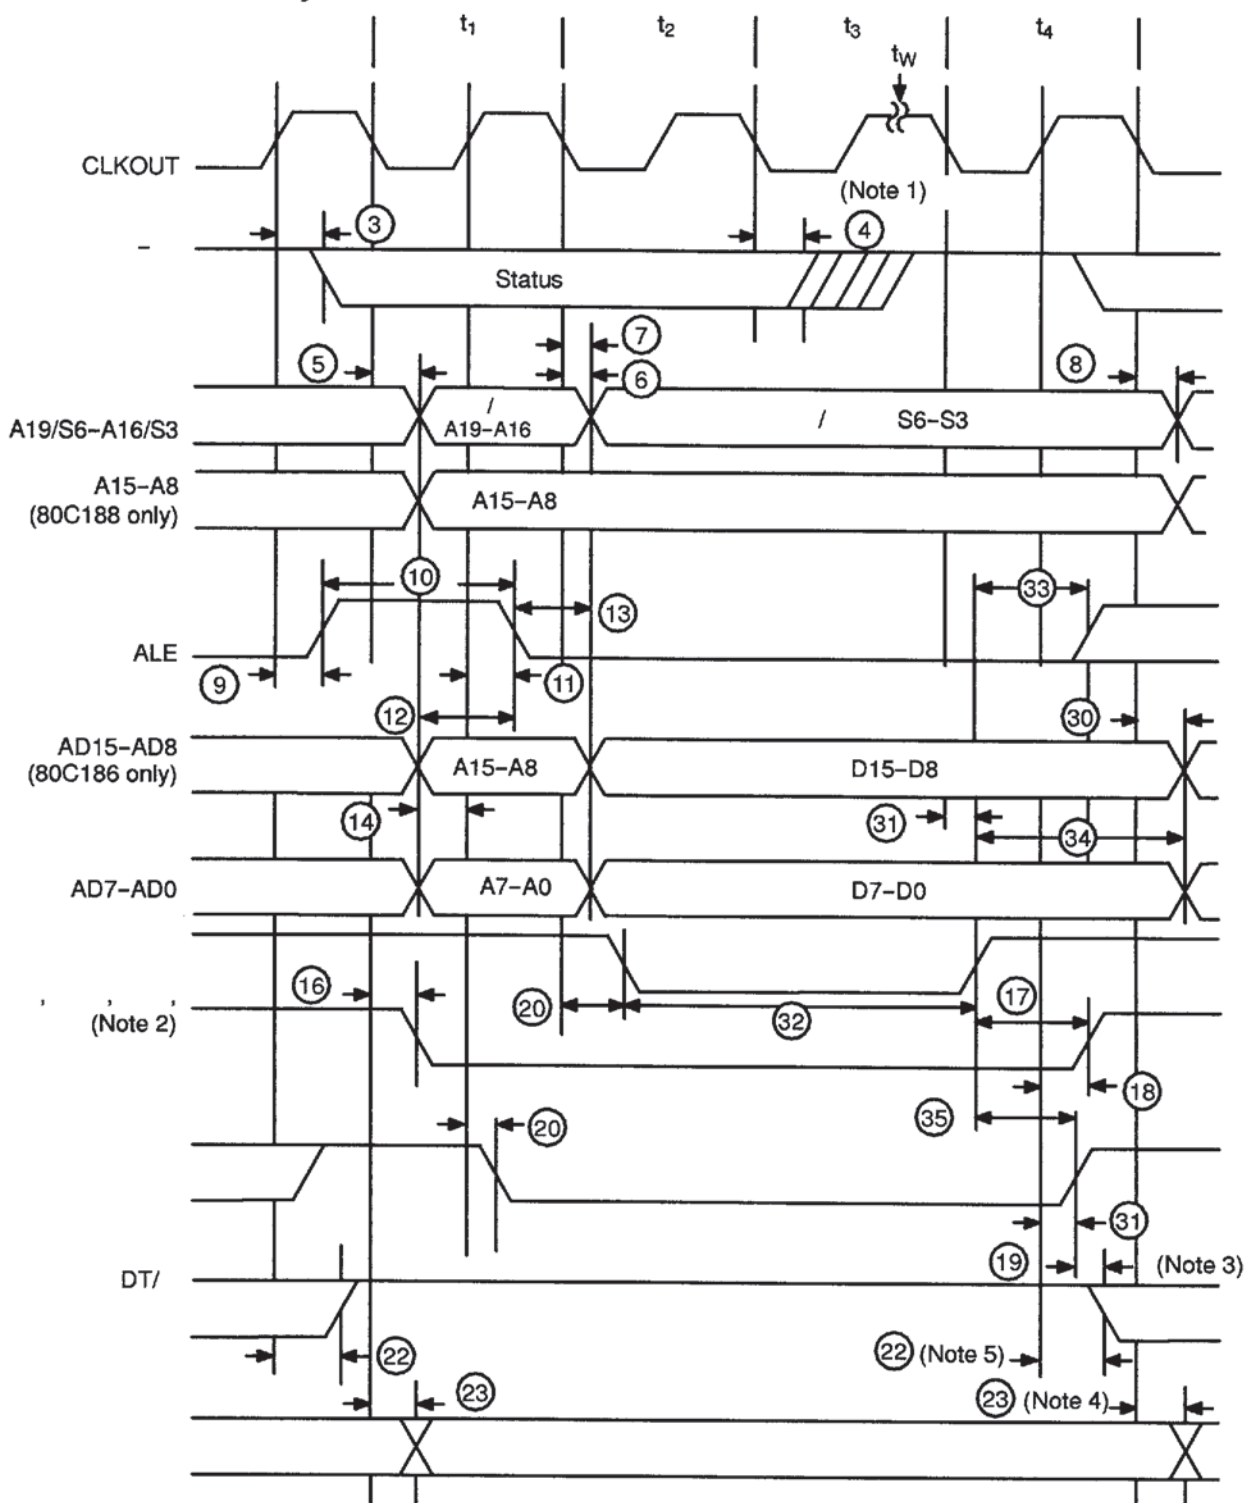 t1 t2 t3 t4
tW
CLKOUT
(Note 1)
3 4
–
Status
7
5 6 8
A19/S6–A16/S3
/
A19–A16
/ S6–S3
A15–A8
(80C188 only)
A15–A8
10 33
13
ALE
9 11
12 30
AD15–AD8
(80C186 only)
A15–A8
D15–D8
14 31 34
AD7–AD0
A7–A0
D7–D0
16
, , ,
(Note 2)
20 32 17
18
20 35
31
19 (Note 3)
DT/
22 22 (Note 5)
23 23 (Note 4)